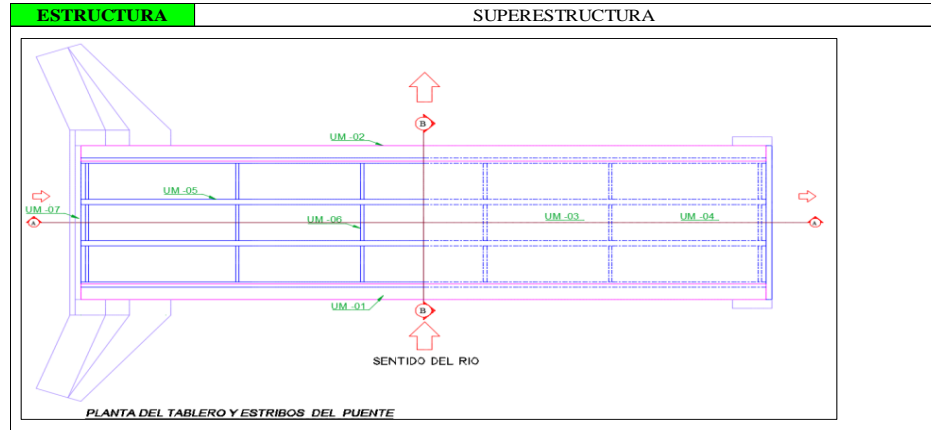 ESTRUCTURA SUPERESTRUCTURA
B
UM -02
UM -05
UM -07
UM -06
UM -03
UM -04
A
A
UM -01
B
SENTIDO DEL RIO
PLANTA DEL TABLERO Y ESTRIBOS DEL PUENTE